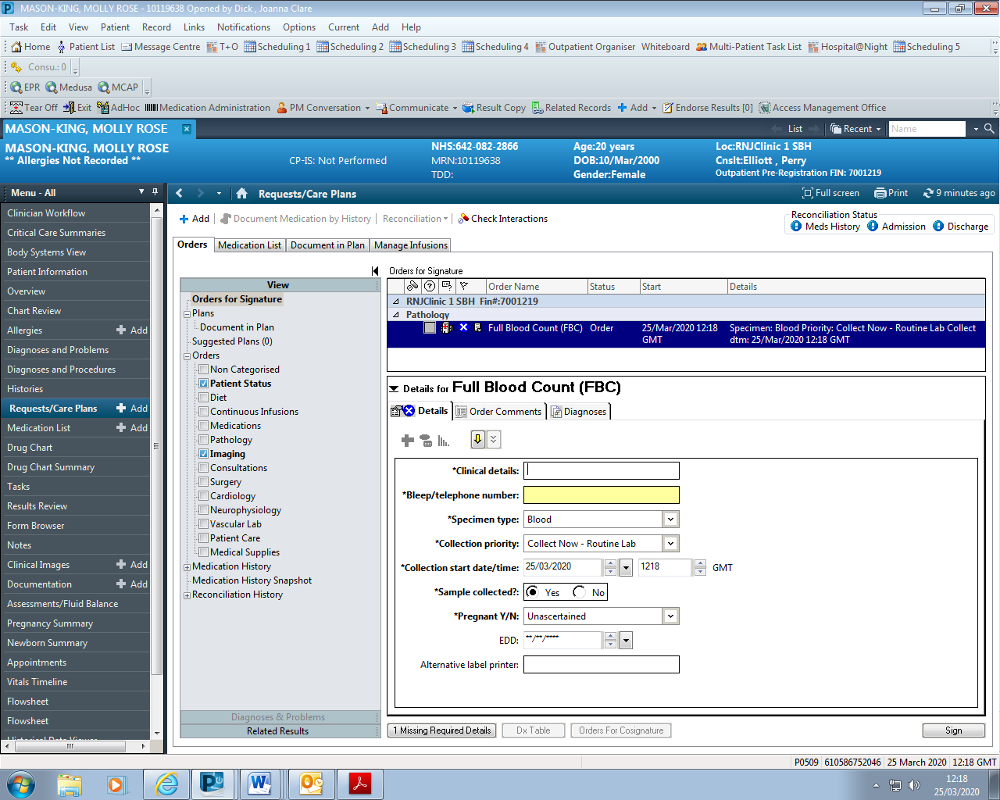 MASON-KING, MOLLY ROSE - 10119638 Opened by Dick , Joanna Clare
Task Edit View Patient Record Links Notifications Options Current Add Help
Home Patient List Message Centre T+O Scheduling 1 Scheduling 2 Scheduling 3 Scheduling 4 Outpatient Organiser Whiteboard Multi-Patient Task List Hospital@Night Scheduling 5
Consu.: 0
EPR Medusa MCAP
Tear Off Exit AdHoc Medication Administration PM Conversation Communicate Result Copy Related Records Add Endorse Results [0] Access Management Office
MASON-KING, MOLLY ROSE List Recent Name
MASON-KING, MOLLY ROSE NHS:642-082-2866 Age:20 years Loc:RNJClinic 1 SBH
** Allergies Not Recorded ** CP-IS: Not Performed MRN:10119638 DOB:10/Mar/2000 Cnslt:Elliott , Perry
TDD: Gender:Female Outpatient Pre-Registration FIN: 7001219
Menu - All
Requests/Care Plans Full screen Print 9 minutes ago
Clinician Workflow
Critical Care Summaries
Body Systems View
Patient Information
Overview
Chart Review
Allergies Add
Diagnoses and Problems
Diagnoses and Procedures
Histories
Requests/Care Plans Add
Medication List Add
Drug Chart
Drug Chart Summary
Tasks
Results Review
Form Browser
Notes
Clinical Images Add
Documentation Add
Assessments/Fluid Balance
Pregnancy Summary
Newborn Summary
Appointments
Vitals Timeline
Flowsheet
Flowsheet
Historical Data Viewer
Add Document Medication by History Reconciliation Check Interactions
Reconciliation Status
Meds History Admission Discharge
Orders Medication List Document in Plan Manage Infusions
View
Orders for Signature
Plans
Document in Plan
Suggested Plans (0)
Orders
Non Categorised
Patient Status
Diet
Continuous Infusions
Medications
Pathology
Imaging
Consultations
Surgery
Cardiology
Neurophysiology
Vascular Lab
Patient Care
Medical Supplies
Medication History
Medication History Snapshot
Reconciliation History
Diagnoses & Problems
Related Results
Orders for Signature
Order Name Status Start Details
RNJClinic 1 SBH Fin#:7001219
Pathology
Full Blood Count (FBC) Order 25/Mar/2020 12:18 Specimen: Blood Priority: Collect Now - Routine Lab Collect
GMT dtm: 25/Mar/2020 12:18 GMT
Details for Full Blood Count (FBC)
Details Order Comments Diagnoses
*Clinical details:
*Bleep/telephone number:
*Specimen type: Blood
*Collection priority: Collect Now - Routine Lab
*Collection start date/time: 25/03/2020 1218 GMT
*Sample collected?: Yes No
*Pregnant Y/N: Unascertained
EDD: **/**/****
Alternative label printer:
1 Missing Required Details Dx Table Orders For Cosignature Sign
P0509 610586752046 25 March 2020 12:18 GMT
12:18
25/03/2020